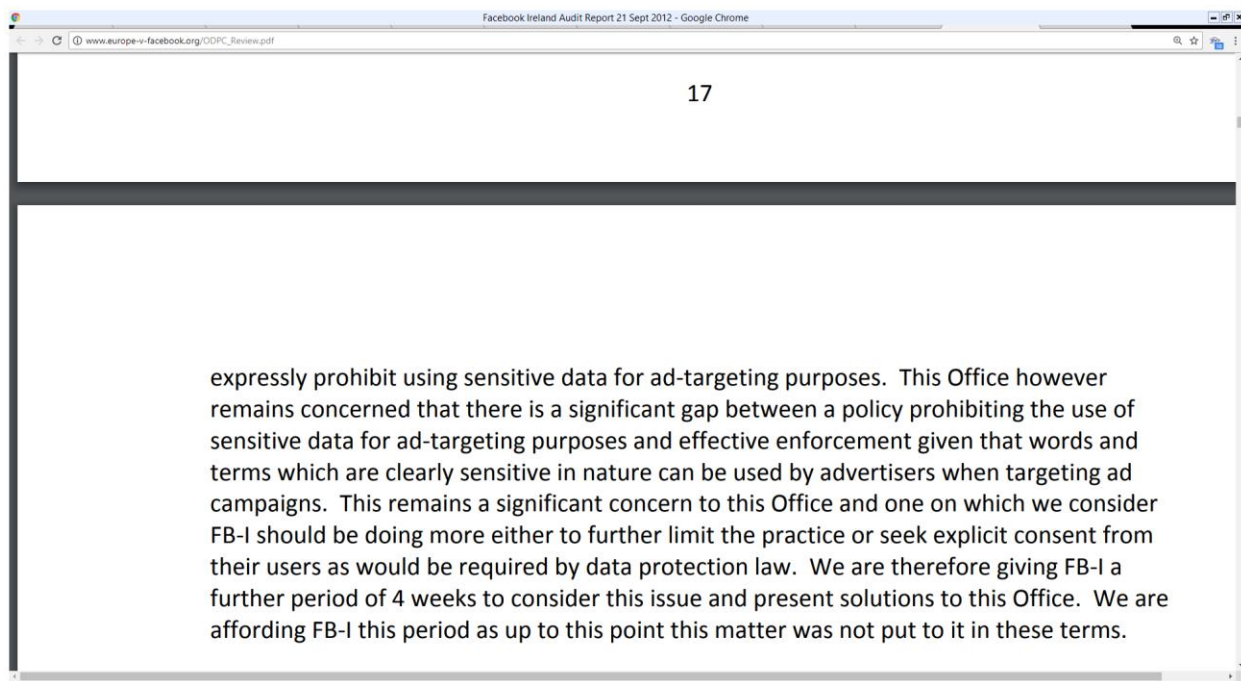 Facebook Ireland Audit Report 21 Sept 2012 - Google Chrome
www.europe-v-facebook.org/ODPC_Review.pdf
17
expressly prohibit using sensitive data for ad-targeting purposes. This Office however
remains concerned that there is a significant gap between a policy prohibiting the use of
sensitive data for ad-targeting purposes and effective enforcement given that words and
terms which are clearly sensitive in nature can be used by advertisers when targeting ad
campaigns. This remains a significant concern to this Office and one on which we consider
FB-I should be doing more either to further limit the practice or seek explicit consent from
their users as would be required by data protection law. We are therefore giving FB-I a
further period of 4 weeks to consider this issue and present solutions to this Office. We are
affording FB-I this period as up to this point this matter was not put to it in these terms.